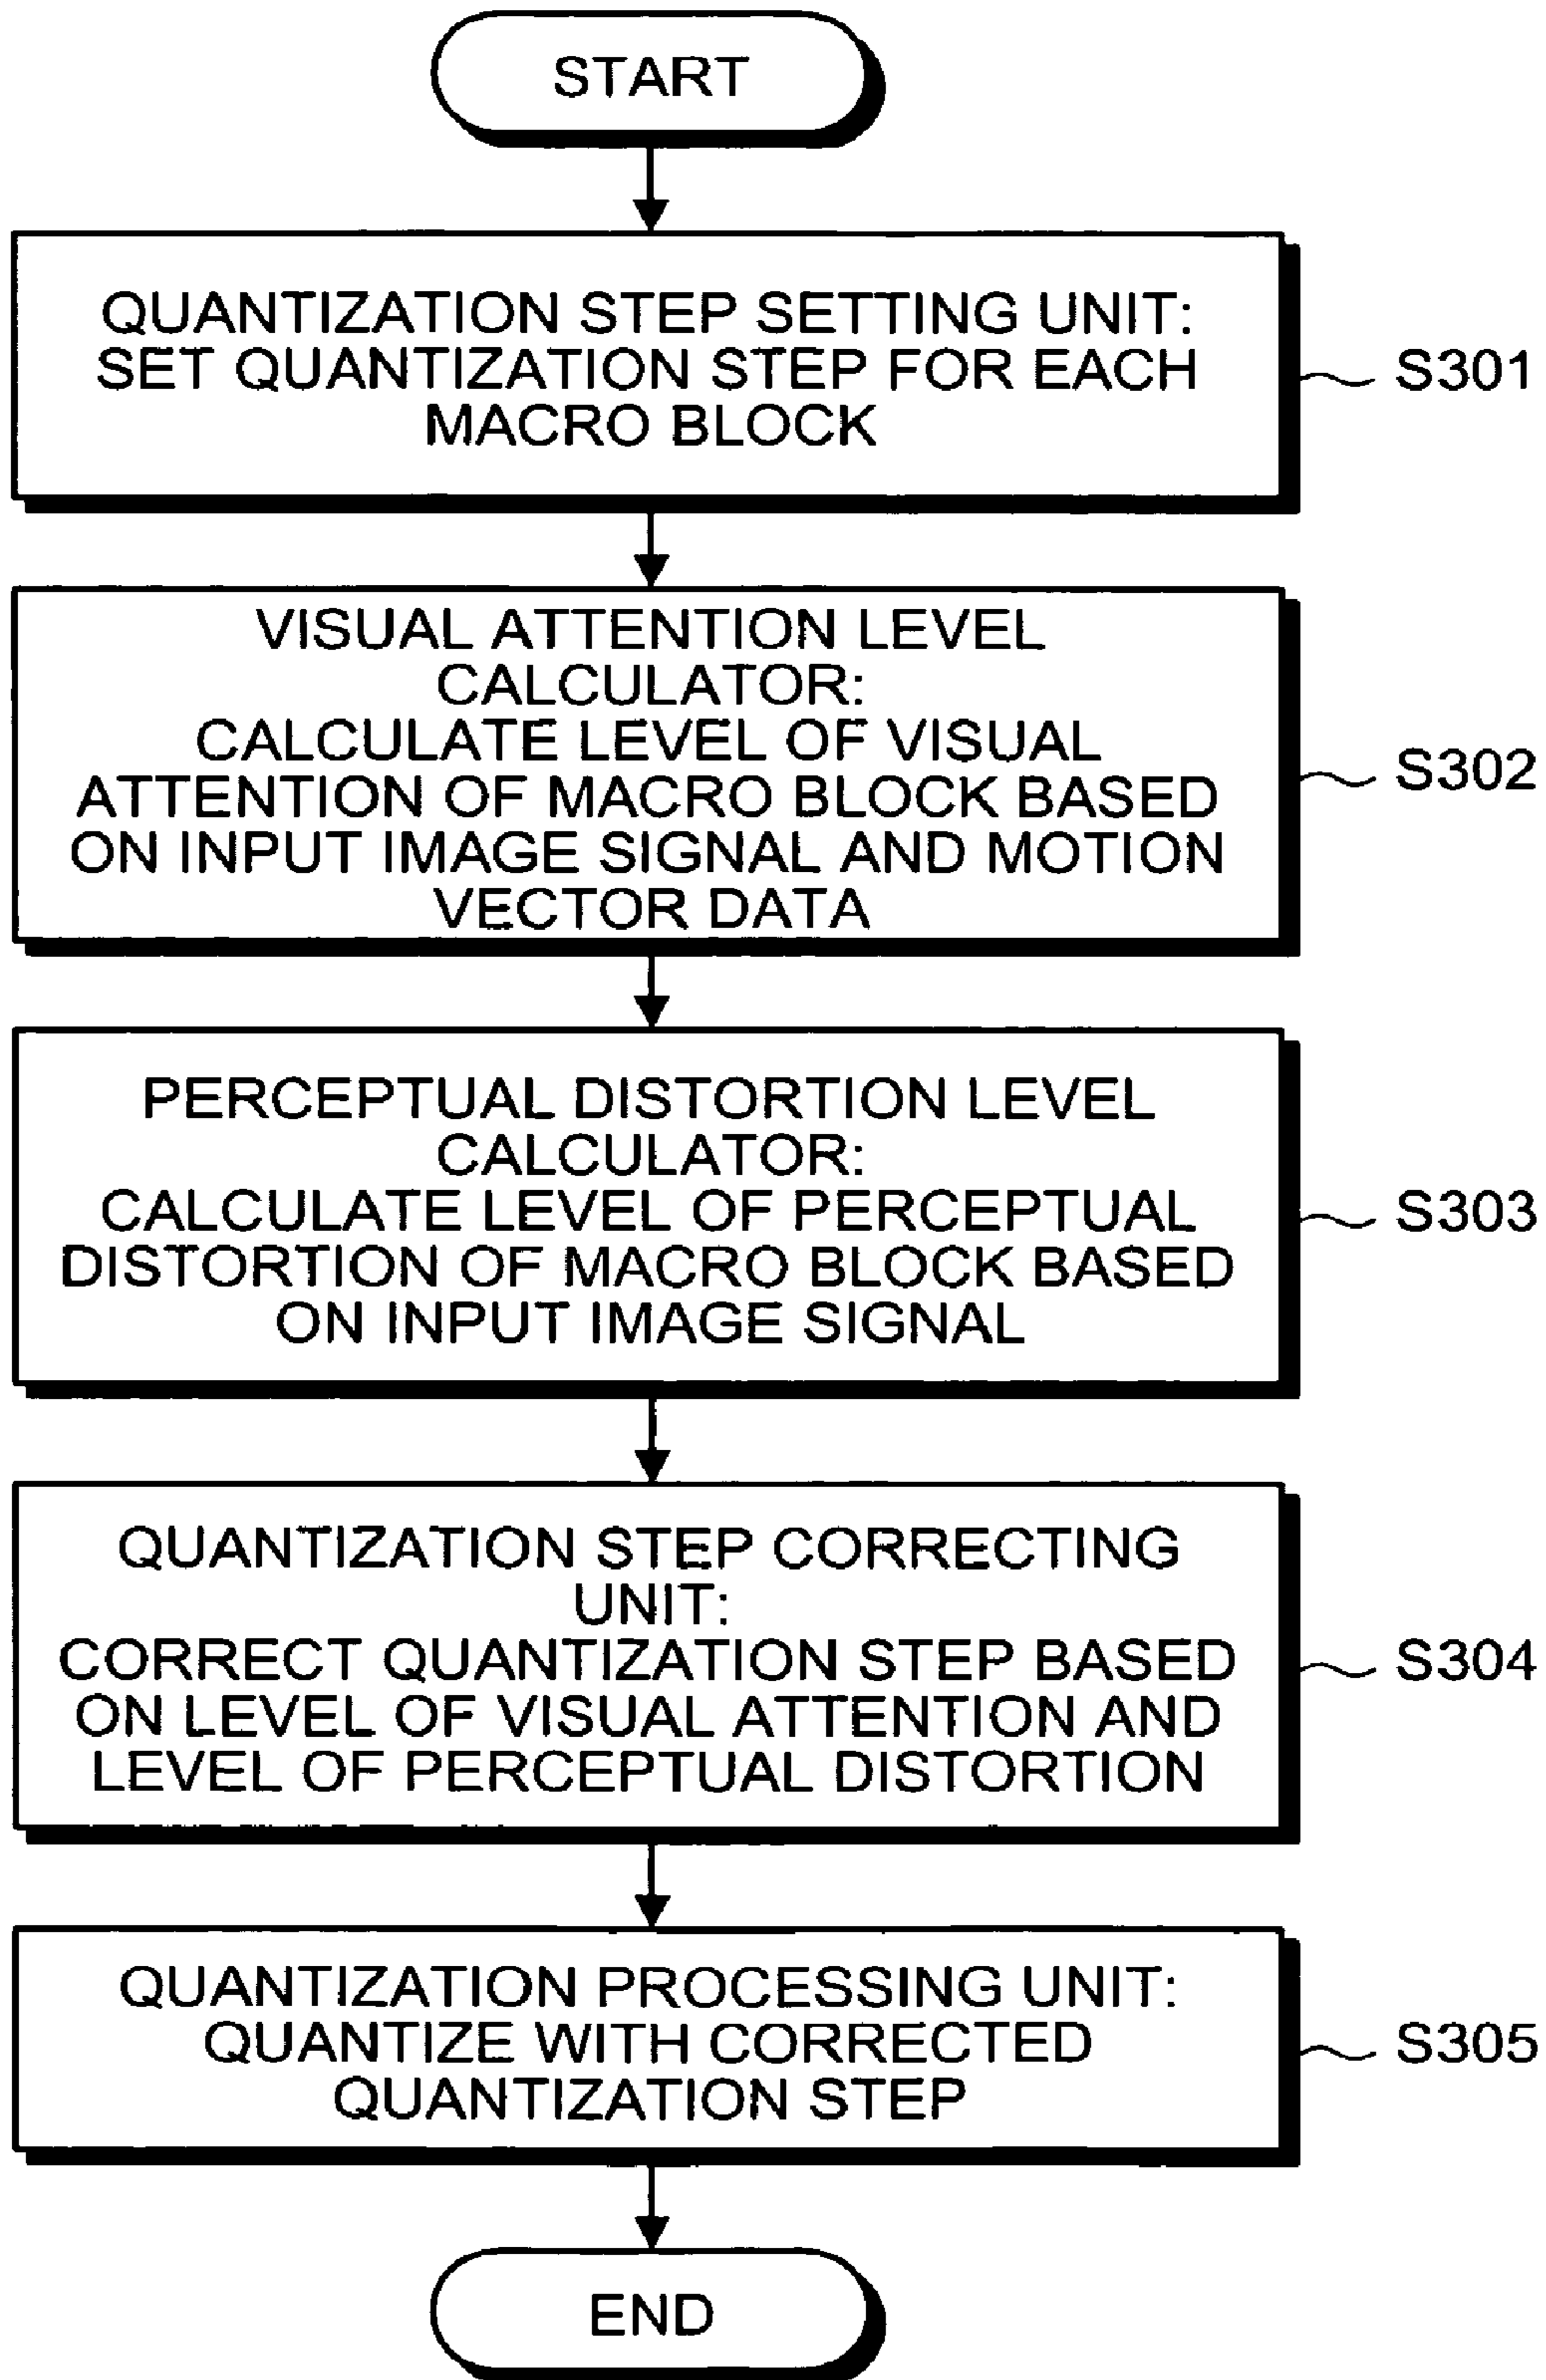 START
QUANTIZATION STEP SETTING UNIT:
SET QUANTIZATION STEP FOR EACH
MACRO BLOCK
S301
VISUAL ATTENTION LEVEL
CALCULATOR:
CALCULATE LEVEL OF VISUAL
ATTENTION OF MACRO BLOCK BASED
ON INPUT IMAGE SIGNAL AND MOTION
VECTOR DATA
S302
PERCEPTUAL DISTORTION LEVEL
CALCULATOR:
CALCULATE LEVEL OF PERCEPTUAL
DISTORTION OF MACRO BLOCK BASED
ON INPUT IMAGE SIGNAL
S303
QUANTIZATION STEP CORRECTING
UNIT:
CORRECT QUANTIZATION STEP BASED
ON LEVEL OF VISUAL ATTENTION AND
LEVEL OF PERCEPTUAL DISTORTION
S304
QUANTIZATION PROCESSING UNIT:
QUANTIZE WITH CORRECTED
QUANTIZATION STEP
S305
END